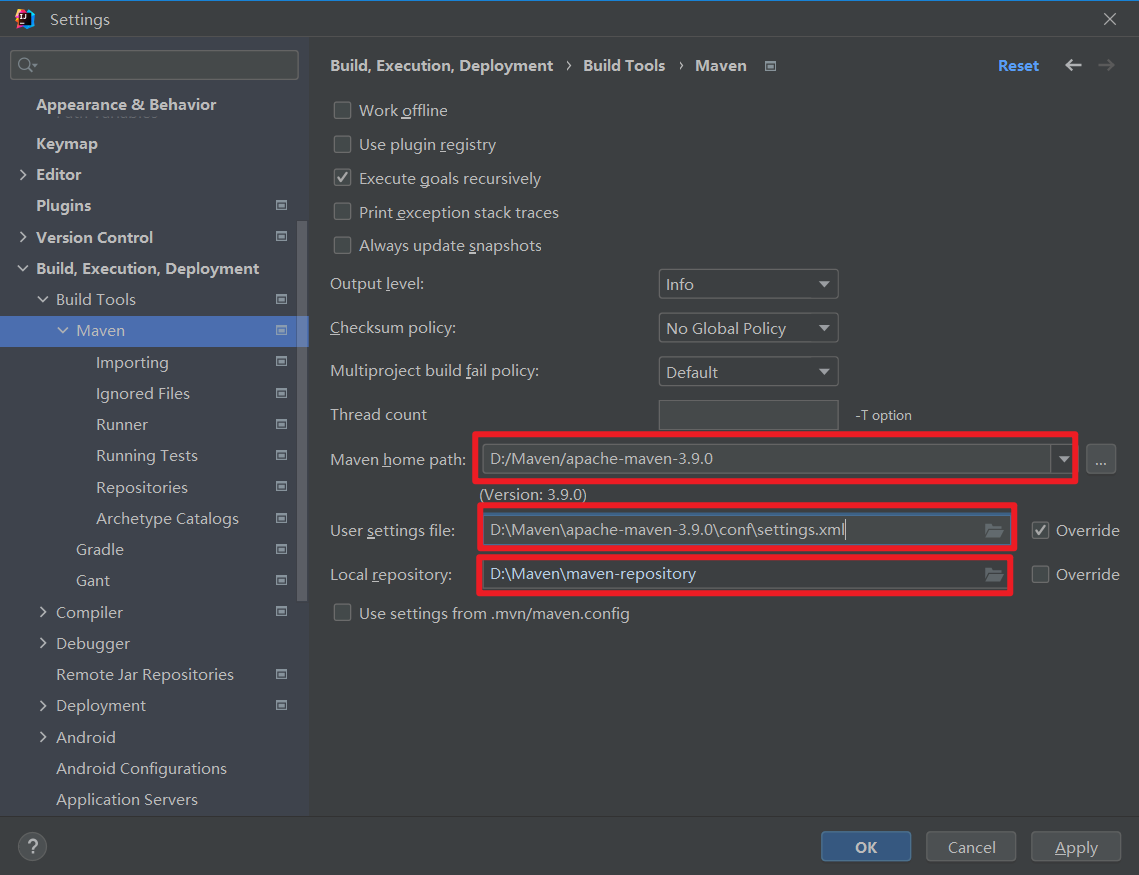 Settings
Build, Execution, Deployment › Build Tools › Maven
Reset
Appearance & Behavior
Path Variables
Keymap
Editor
Plugins
Version Control
Build, Execution, Deployment
Build Tools
Maven
Importing
Ignored Files
Runner
Running Tests
Repositories
Archetype Catalogs
Gradle
Gant
Compiler
Debugger
Remote Jar Repositories
Deployment
Android
Android Configurations
Application Servers
Work offline
Use plugin registry
Execute goals recursively
Print exception stack traces
Always update snapshots
Output level: Info
Checksum policy: No Global Policy
Multiproject build fail policy: Default
Thread count -T option
Maven home path: D:/Maven/apache-maven-3.9.0 ...
(Version: 3.9.0)
User settings file: D:\Maven\apache-maven-3.9.0\conf\settings.xml Override
Local repository: D:\Maven\maven-repository Override
Use settings from .mvn/maven.config
? OK Cancel Apply